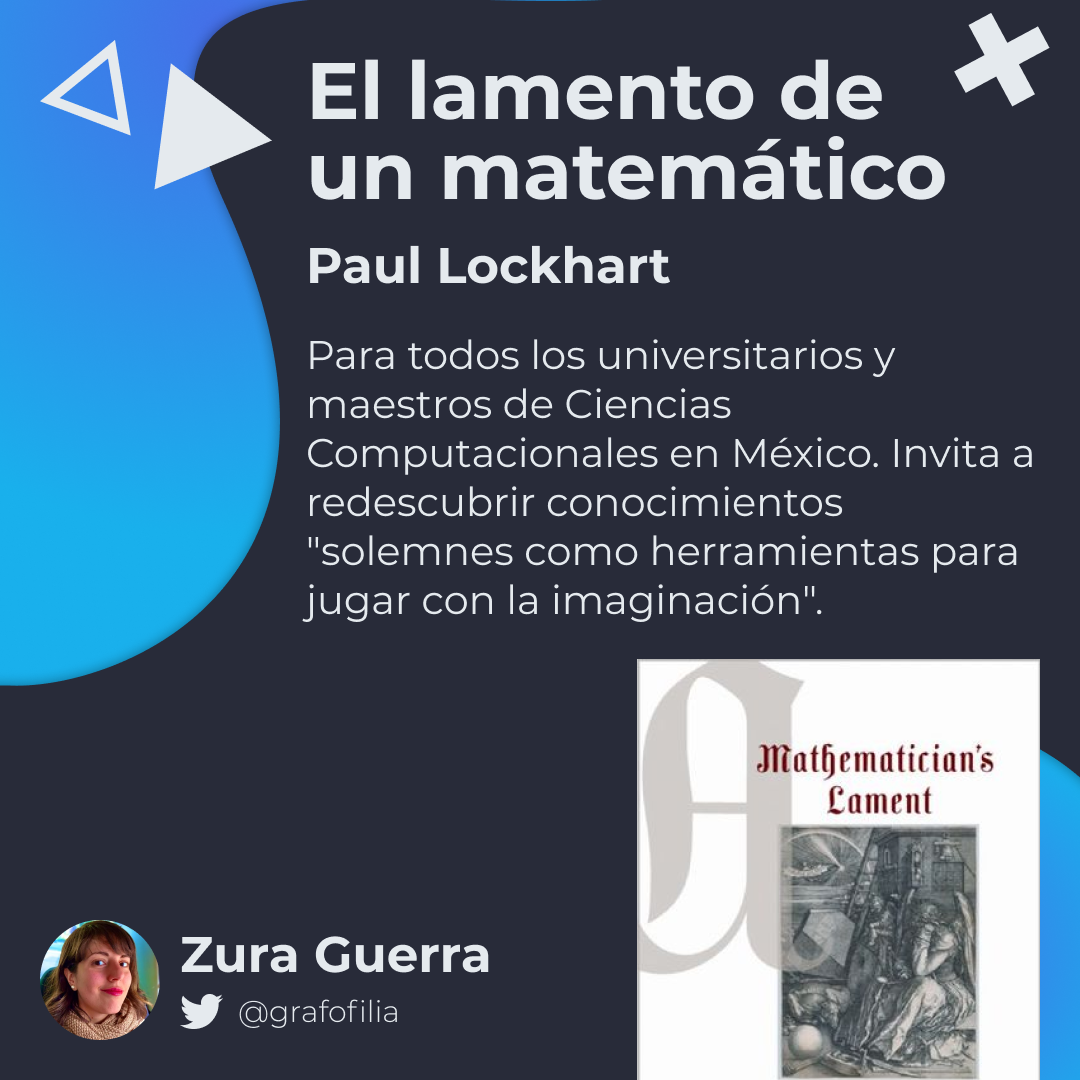 El lamento de
un matemático
Paul Lockhart
Para todos los universitarios y
maestros de Ciencias
Computacionales en México. Invita a
redescubrir conocimientos
"solemnes como herramientas para
jugar con la imaginación".
A
Mathematician's
Lament
Zura Guerra
@grafofilia